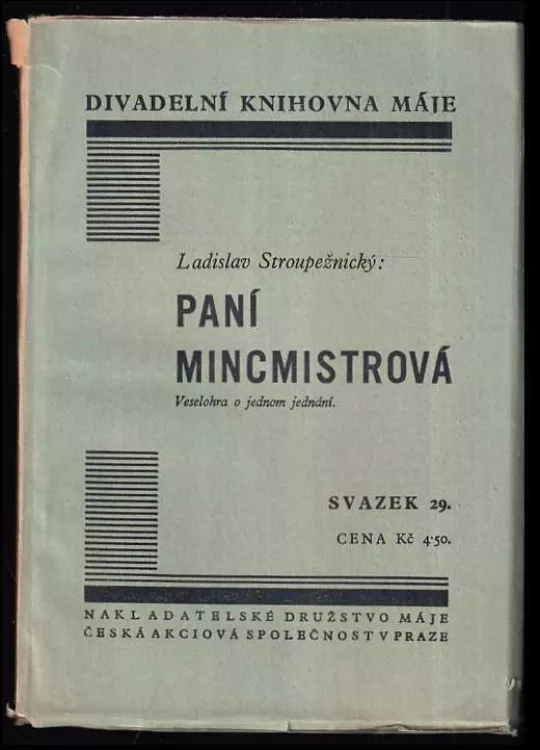 DIVADELNÍ KNIHOVNA MÁJE
Ladislav Stroupežnický:
PANÍ
MINCMISTROVÁ
Veselohra o jednom jednání.
SVAZEK 29.
CENA Kč 4·50.
NAKLADATELSKÉ DRUŽSTVO MÁJE
ČESKÁ AKCIOVÁ SPOLEČNOST V PRAZE